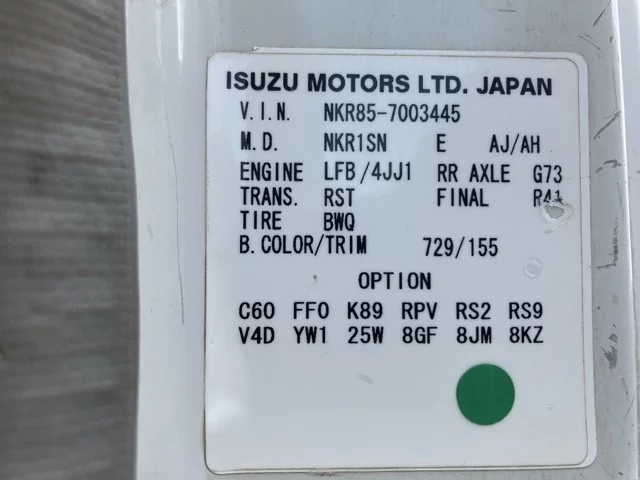 ISUZU MOTORS LTD. JAPAN
V.I.N. NKR85-7003445
M.D. NKR1SN E AJ/AH
ENGINE LFB/4JJ1 RR AXLE G73
TRANS. RST FINAL R41
TIRE BWQ
B.COLOR/TRIM 729/155
OPTION
C60 FF0 K89 RPV RS2 RS9
V4D YW1 25W 8GF 8JM 8KZ